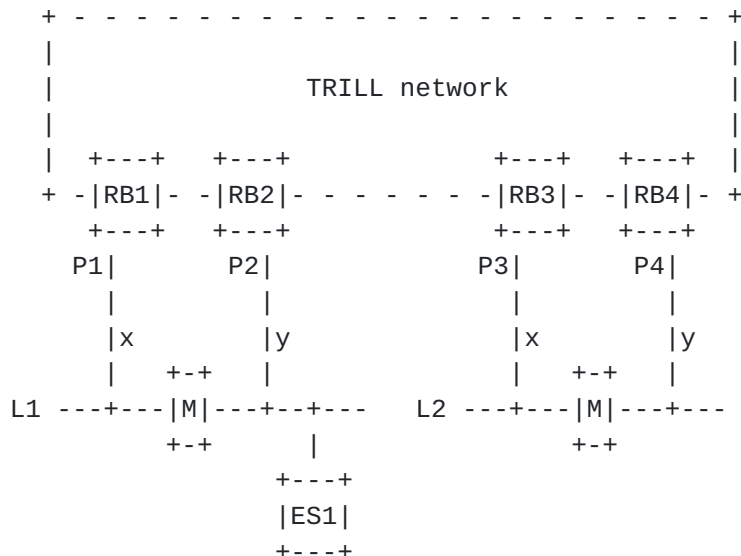 + - - - - - - - - - - - - - - - - - - - - - +
|                                           |
|                TRILL network              |
|                                           |
|  +---+   +---+             +---+   +---+  |
+ -|RB1|- -|RB2|- - - - - - -|RB3|- -|RB4|- +
   +---+   +---+             +---+   +---+
  P1|       P2|             P3|       P4|
    |         |               |         |
    |x        |y              |x        |y
    |   +-+   |               |   +-+   |
L1 ---+---|M|---+--+---   L2 ---+---|M|---+---
          +-+      |                +-+
                 +---+
                 |ES1|
                 +---+